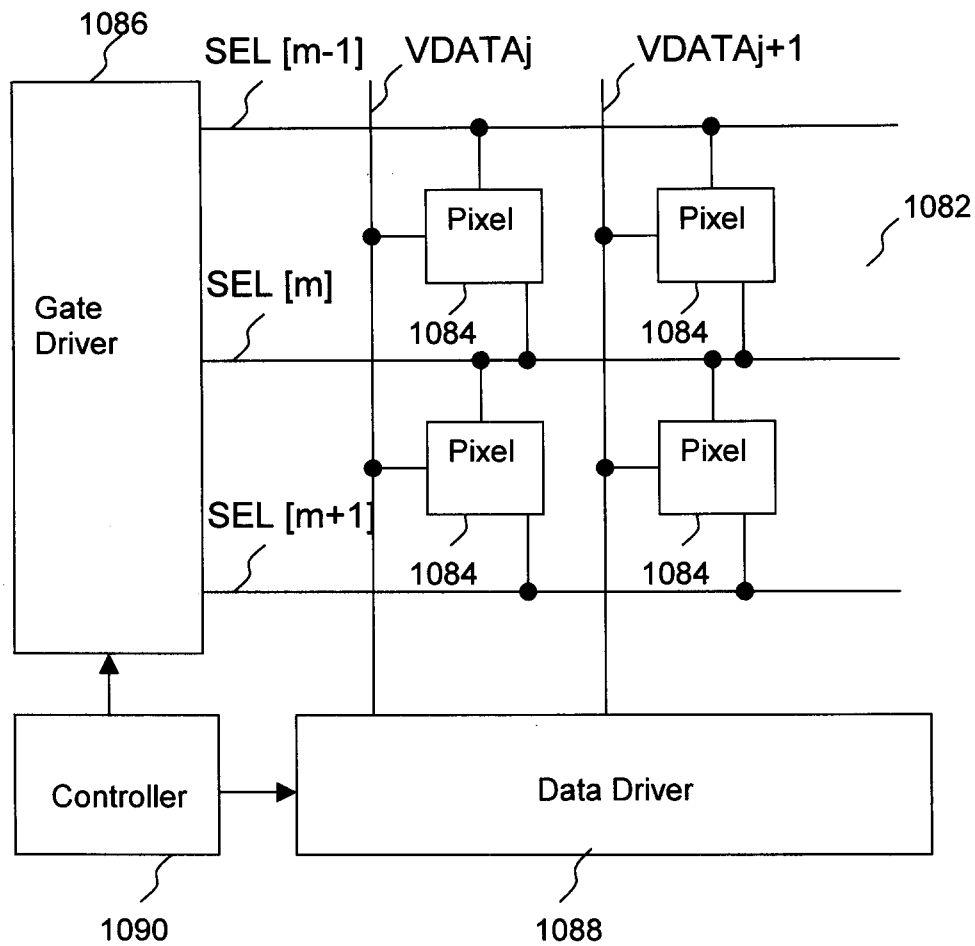 1086
SEL [m-1]
VDATAj
VDATAj+1
Pixel
Pixel
1082
SEL [m]
Gate
Driver
1084
1084
Pixel
Pixel
SEL [m+1]
1084
1084
Controller
Data Driver
1090
1088